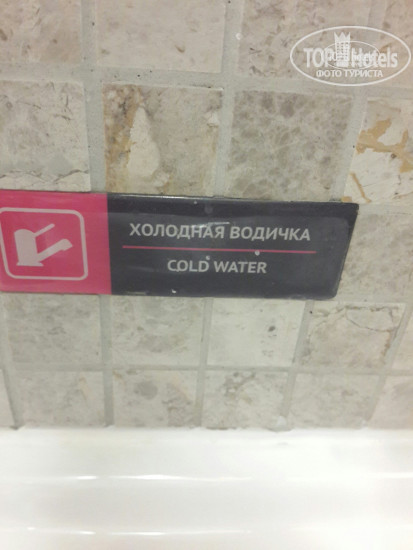 TOP Hotels
ФОТО ТУРИСТА
ХОЛОДНАЯ ВОДИЧКА
COLD WATER